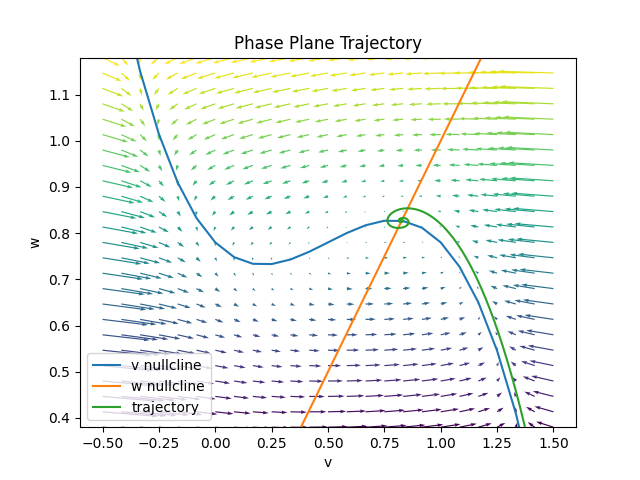 Phase Plane Trajectory
w
1.1
1.0
0.9
0.8
0.7
0.6
0.5
0.4
v nullcline
w nullcline
trajectory
−0.50
−0.25
0.00
0.25
0.50
0.75
1.00
1.25
1.50
v